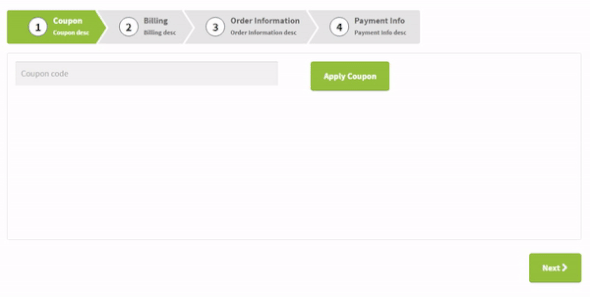 1 Coupon
Coupon desc
2 Billing
Billing desc
3 Order Information
Order Information desc
4 Payment Info
Payment Info desc
Coupon code
Apply Coupon
Next